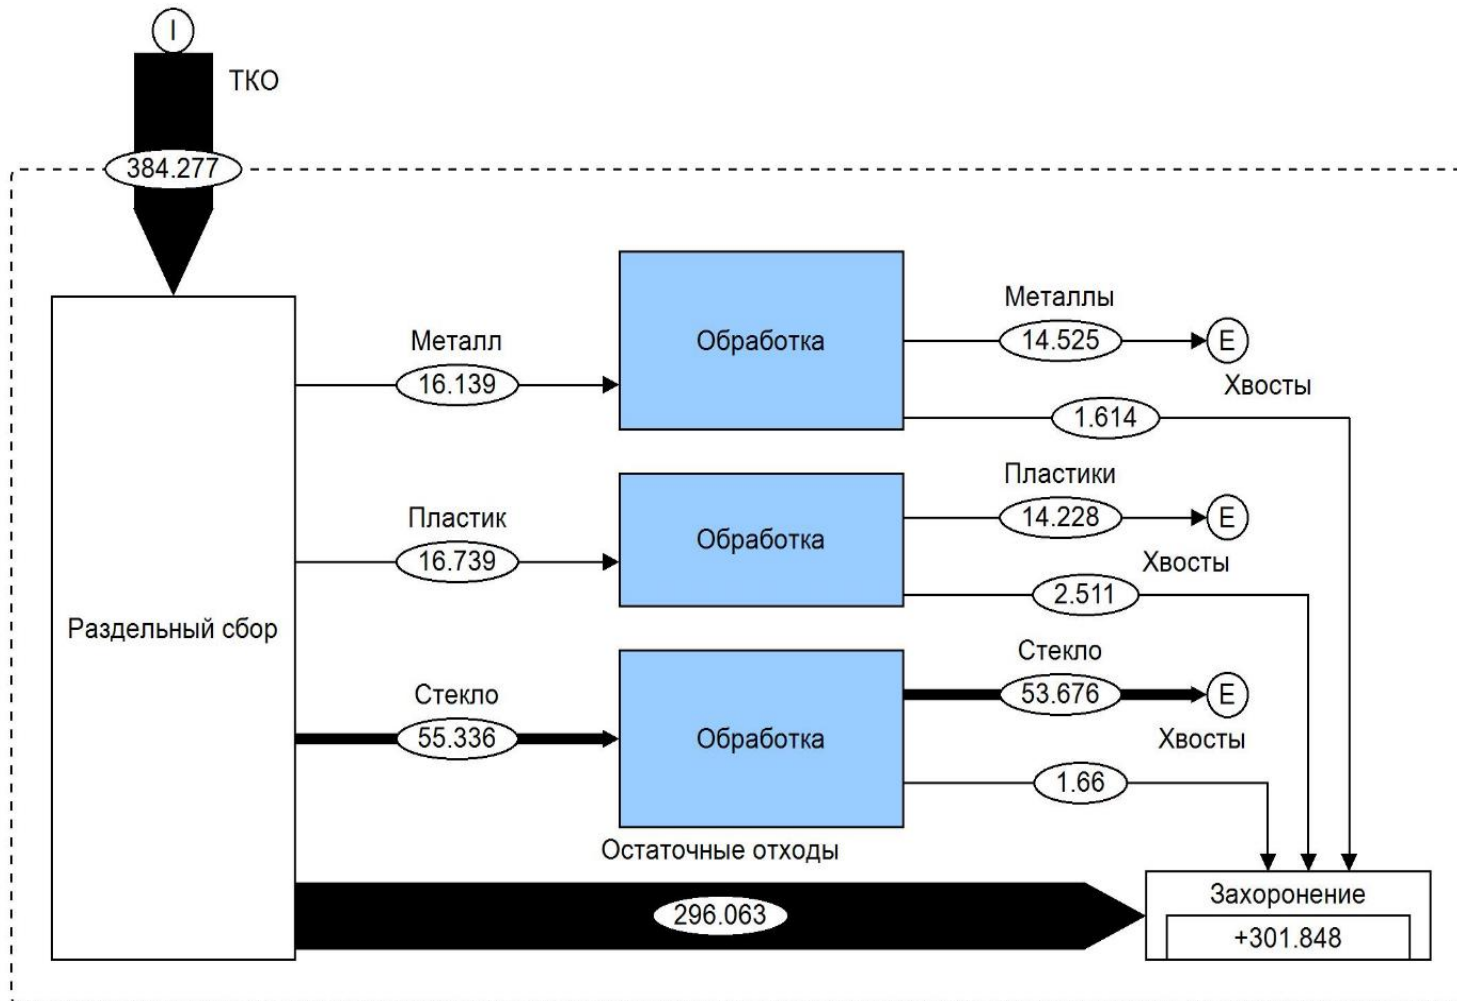 I
ТКО
384.277
Металлы
Металл
Обработка
14.525
E
16.139
Хвосты
1.614
Пластики
Пластик
14.228
E
16.739
Обработка
Хвосты
2.511
Раздельный сбор
Стекло
Стекло
53.676
E
55.336
Обработка
Хвосты
1.66
Остаточные отходы
296.063
Захоронение
+301.848